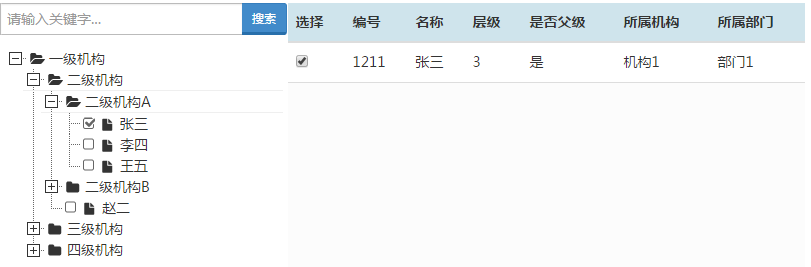 请输入关键字...
搜索
一级机构
二级机构
二级机构A
张三
李四
王五
二级机构B
赵二
三级机构
四级机构
选择 编号 名称 层级 是否父级 所属机构 所属部门
1211 张三 3 是 机构1 部门1